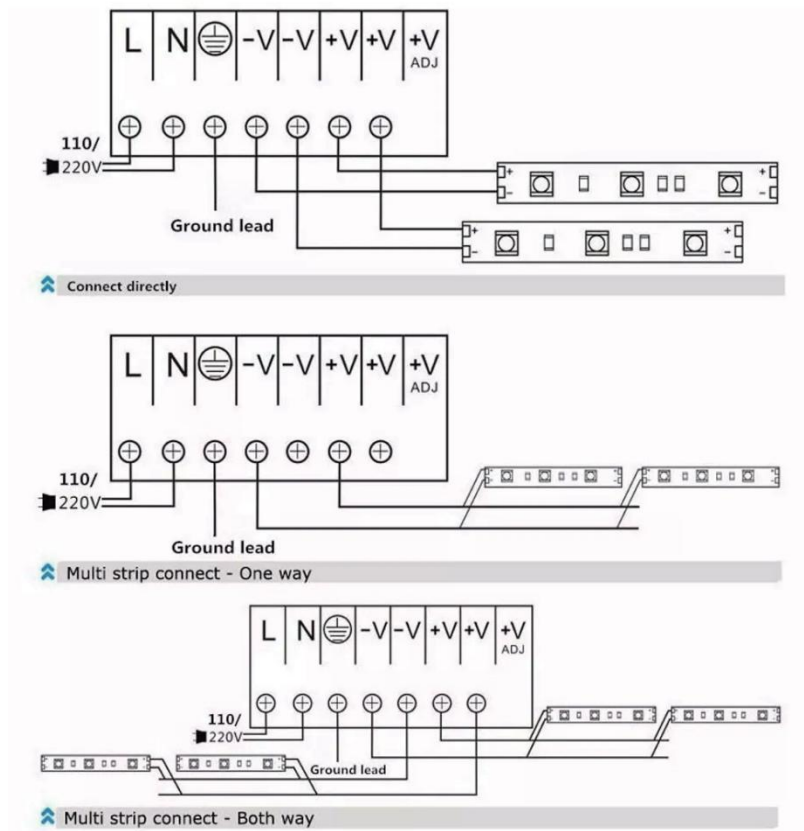 L N -V -V +V +V +V
ADJ
110/
220V
+ +
- -
Ground lead
+ +
- -
Connect directly
L N -V -V +V +V +V
ADJ
110/
220V
Ground lead
Multi strip connect - One way
L N -V -V +V +V +V
ADJ
110/
220V
Ground lead
Multi strip connect - Both way